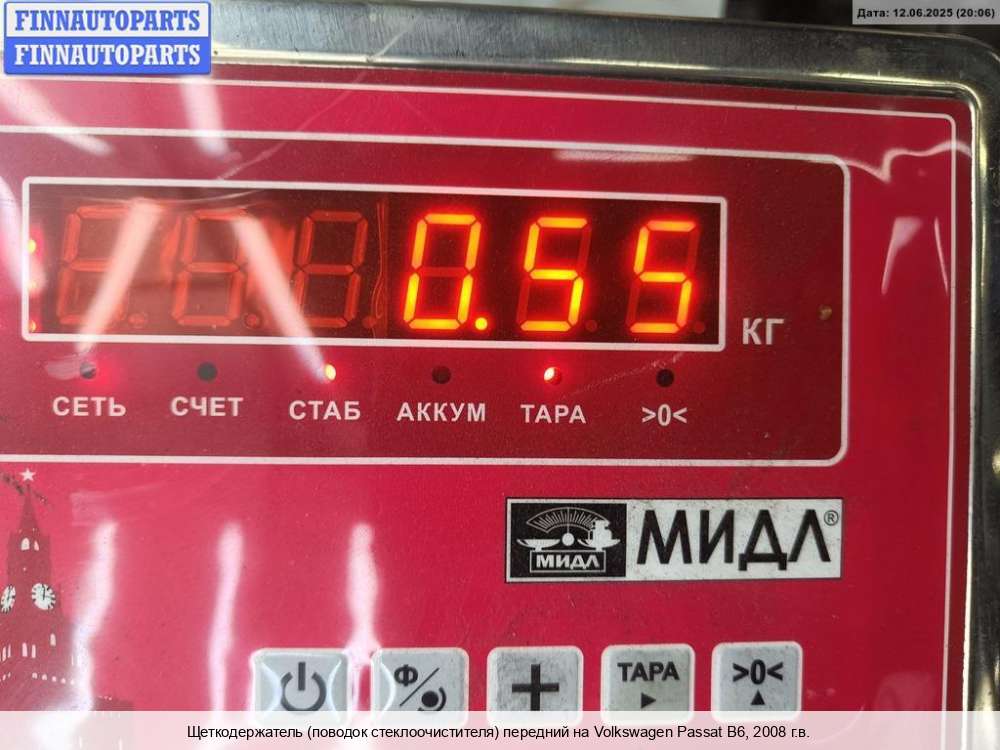 FINNAUTOPARTS
FINNAUTOPARTS
Дата: 12.06.2025 (20:06)
0.55
КГ
СЕТЬ СЧЕТ СТАБ АККУМ ТАРА >0<
МИДЛ МИДЛ®
Ф/ + ТАРА >0<
Щеткодержатель (поводок стеклоочистителя) передний на Volkswagen Passat B6, 2008 г.в.